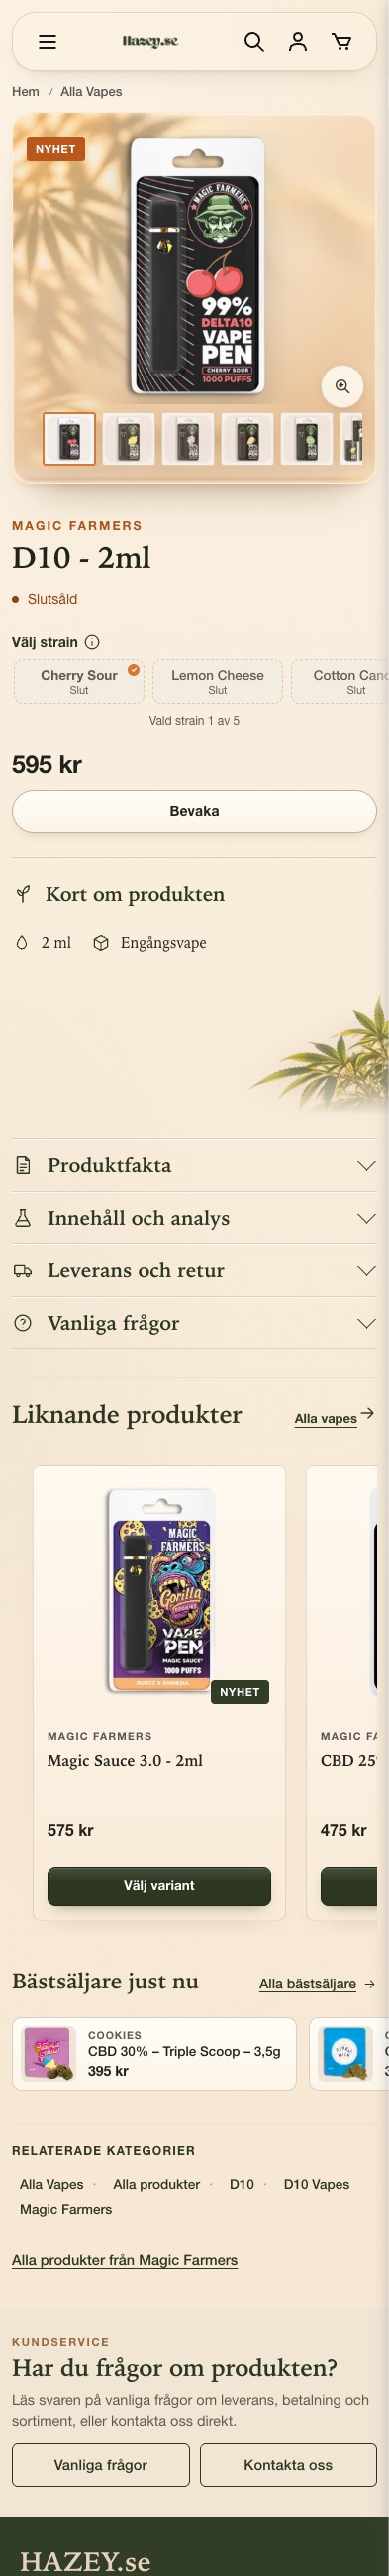 Hazey.se
Hem / Alla Vapes
NYHET
MAGIC FARMERS
99%
DELTA10
VAPE
PEN
CHERRY SOUR
1000 PUFFS
MAGIC FARMERS
D10 - 2ml
Slutsåld
Välj strain
Cherry Sour
Slut
Lemon Cheese
Slut
Cotton Canc
Slut
Vald strain 1 av 5
595 kr
Bevaka
Kort om produkten
2 ml
Engångsvape
Produktfakta
Innehåll och analys
Leverans och retur
Vanliga frågor
Liknande produkter
Alla vapes
MAGIC
FARMERS
Gorilla
COOKIES
VAPE
PEN
MAGIC SAUCE
1000 PUFFS
RUNTZ X AMNESIA
NYHET
MAGIC FARMERS
Magic Sauce 3.0 - 2ml
575 kr
Välj variant
MAGIC FA
CBD 25
475 kr
Bästsäljare just nu
Alla bästsäljare
COOKIES
CBD 30% – Triple Scoop – 3,5g
395 kr
RELATERADE KATEGORIER
Alla Vapes · Alla produkter · D10 · D10 Vapes
Magic Farmers
Alla produkter från Magic Farmers
KUNDSERVICE
Har du frågor om produkten?
Läs svaren på vanliga frågor om leverans, betalning och
sortiment, eller kontakta oss direkt.
Vanliga frågor
Kontakta oss
HAZEY.se